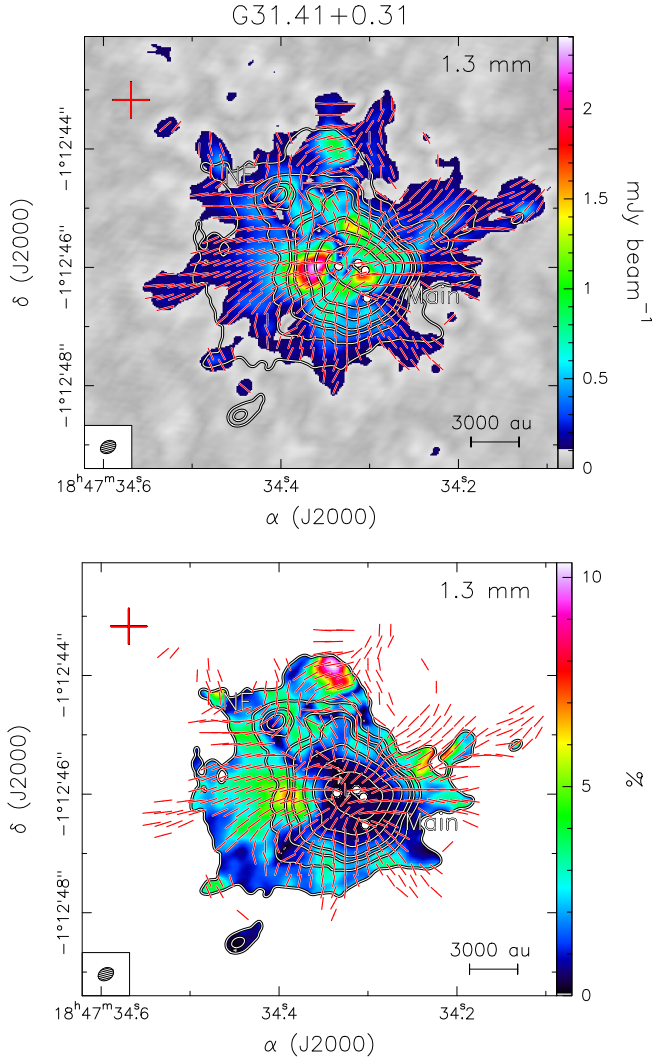 G31.41+0.31
1.3 mm
NE
Main
3000 au
−1°12'44"
−1°12'46"
−1°12'48"
δ (J2000)
18ʰ47ᵐ34.ˢ6
34.ˢ4
34.ˢ2
α (J2000)
2
1.5
1
0.5
0
mJy beam⁻¹
1.3 mm
NE
Main
3000 au
−1°12'44"
−1°12'46"
−1°12'48"
δ (J2000)
18ʰ47ᵐ34.ˢ6
34.ˢ4
34.ˢ2
α (J2000)
10
5
0
%